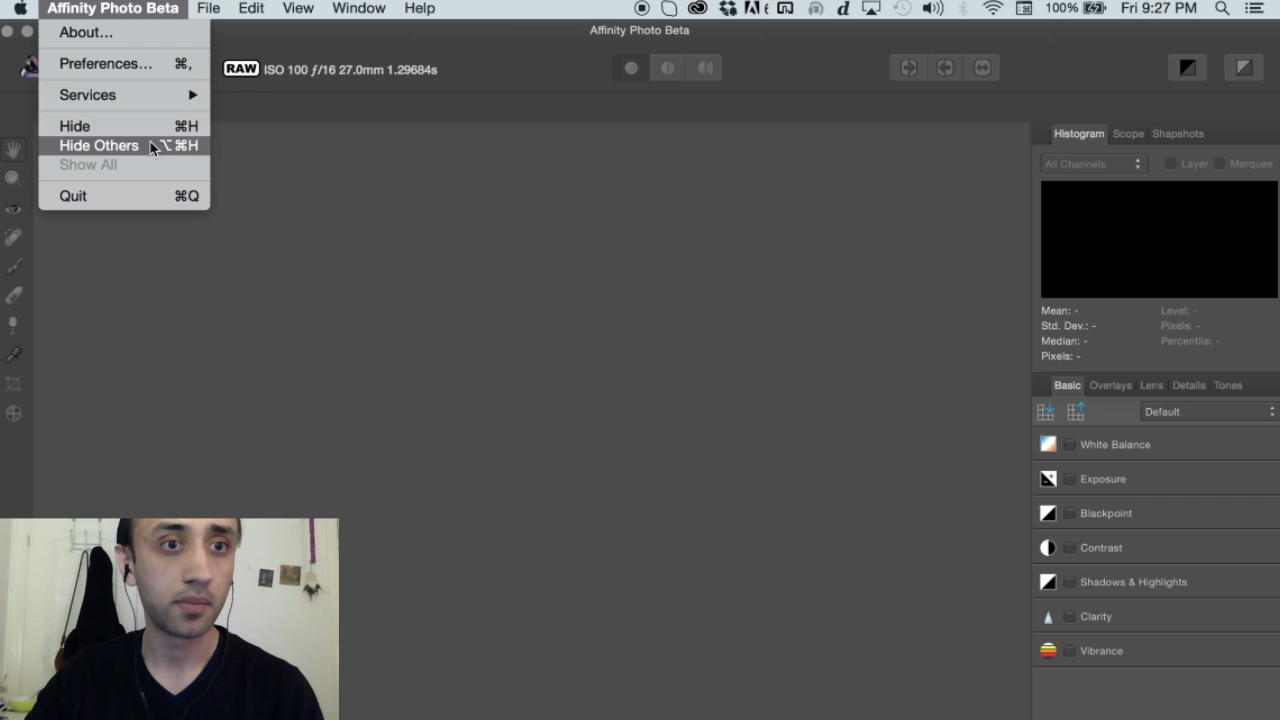 Affinity Photo Beta File Edit View Window Help 100% Fri 9:27 PM
About...
Preferences... ⌘,
Services
Hide ⌘H
Hide Others ⌥⌘H
Show All
Quit ⌘Q
Affinity Photo Beta
RAW ISO 100 ƒ/16 27.0mm 1.29684s
Histogram Scope Snapshots
All Channels Layer Marquee
Mean: - Level: -
Std. Dev.: - Pixels: -
Median: - Percentile: -
Pixels: -
Basic Overlays Lens Details Tones
Default
White Balance
Exposure
Blackpoint
Contrast
Shadows & Highlights
Clarity
Vibrance